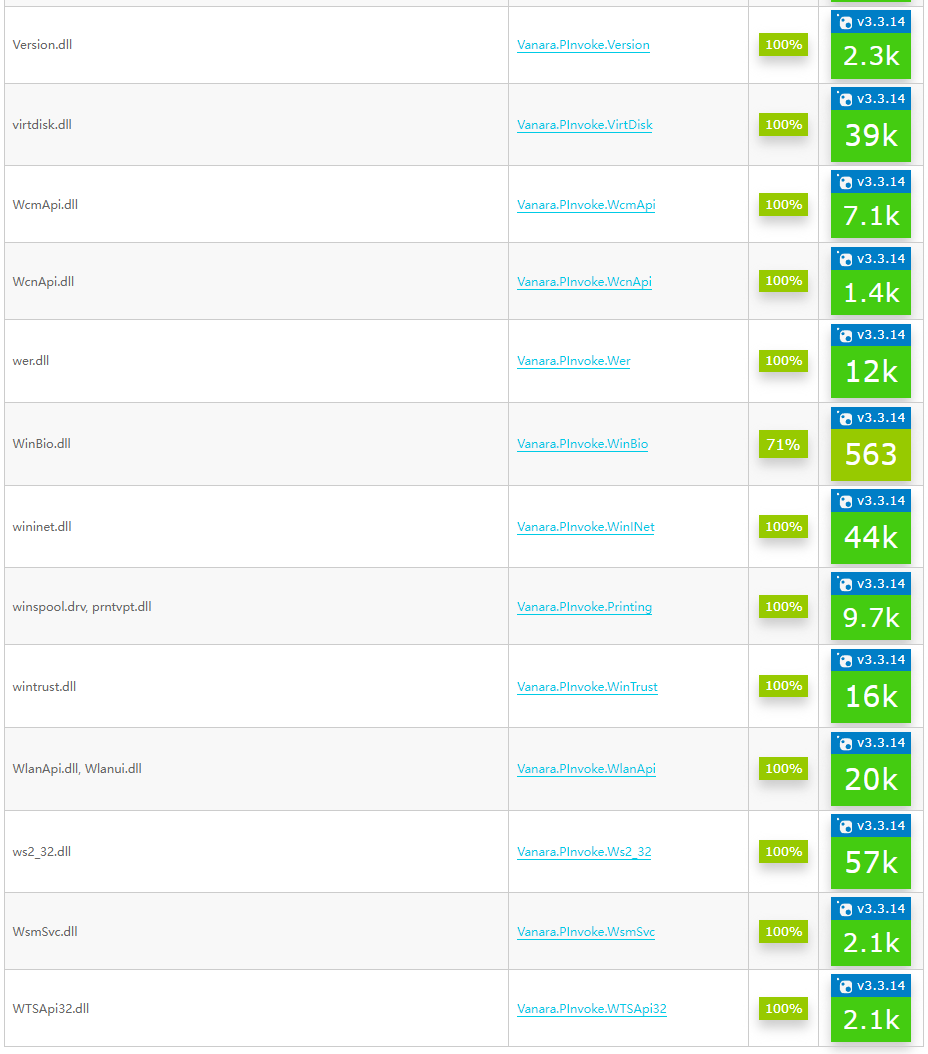 Version.dll Vanara.PInvoke.Version 100% v3.3.14
2.3k
virtdisk.dll Vanara.PInvoke.VirtDisk 100% v3.3.14
39k
WcmApi.dll Vanara.PInvoke.WcmApi 100% v3.3.14
7.1k
WcnApi.dll Vanara.PInvoke.WcnApi 100% v3.3.14
1.4k
wer.dll Vanara.PInvoke.Wer 100% v3.3.14
12k
WinBio.dll Vanara.PInvoke.WinBio 71% v3.3.14
563
wininet.dll Vanara.PInvoke.WinINet 100% v3.3.14
44k
winspool.drv, prntvpt.dll Vanara.PInvoke.Printing 100% v3.3.14
9.7k
wintrust.dll Vanara.PInvoke.WinTrust 100% v3.3.14
16k
WlanApi.dll, Wlanui.dll Vanara.PInvoke.WlanApi 100% v3.3.14
20k
ws2_32.dll Vanara.PInvoke.Ws2_32 100% v3.3.14
57k
WsmSvc.dll Vanara.PInvoke.WsmSvc 100% v3.3.14
2.1k
WTSApi32.dll Vanara.PInvoke.WTSApi32 100% v3.3.14
2.1k